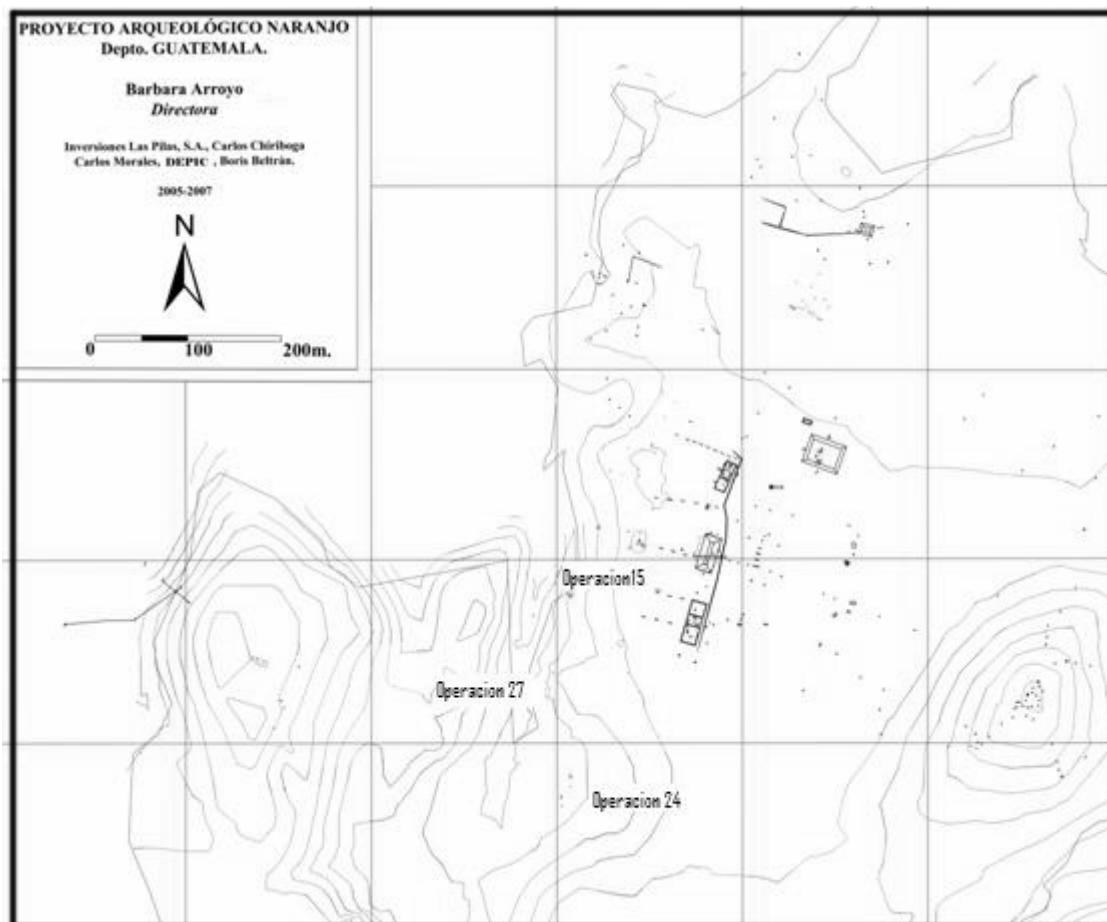 PROYECTO ARQUEOLÓGICO NARANJO
Depto. GUATEMALA.
Barbara Arroyo
Directora
Inversiones Las Pilas, S.A., Carlos Chiriboga
Carlos Morales, DEPIC , Boris Beltrán.
2005-2007
N
0 100 200m.
Operacion15
Operacion 27
Operacion 24